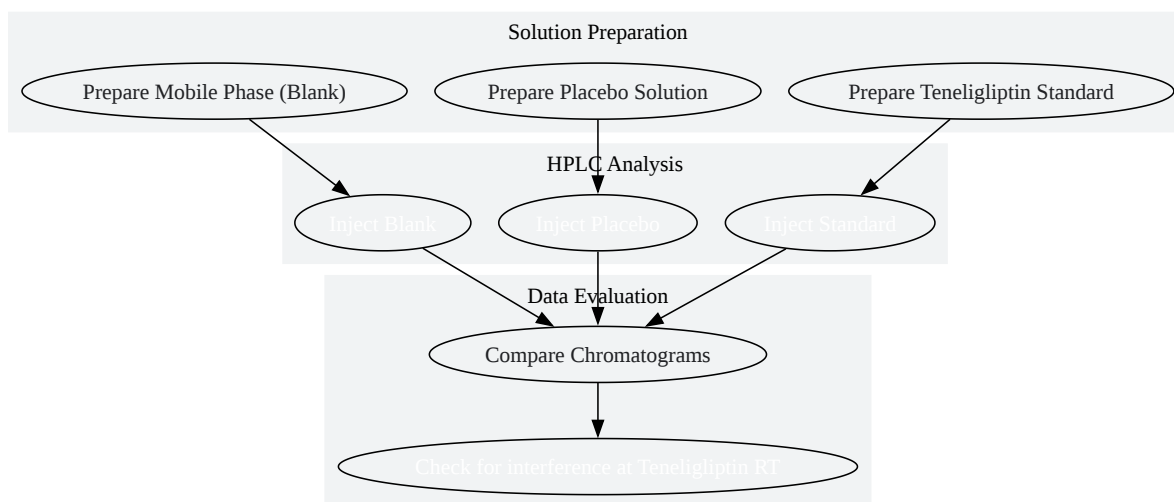 Solution Preparation
Prepare Mobile Phase (Blank)
Prepare Placebo Solution
Prepare Teneligliptin Standard
HPLC Analysis
Inject Blank
Inject Placebo
Inject Standard
Data Evaluation
Compare Chromatograms
Check for interference at Teneligliptin RT